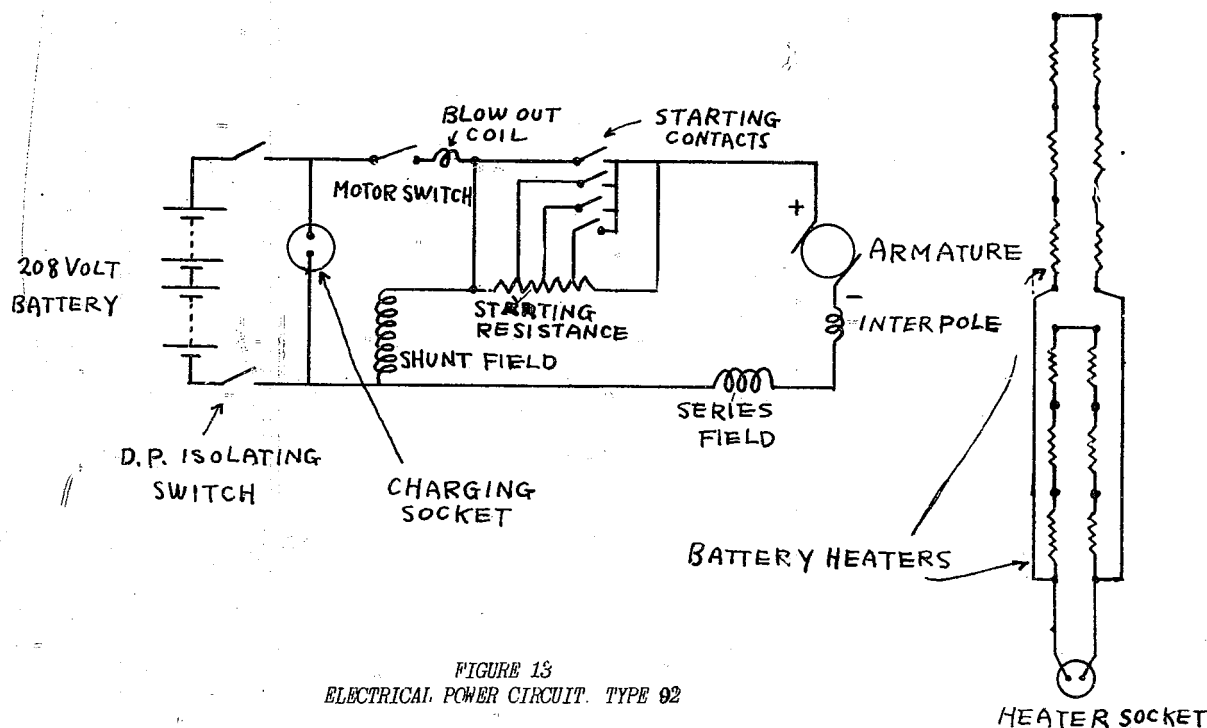 BLOW OUT
COIL
STARTING
CONTACTS
MOTOR SWITCH
+
208 VOLT
BATTERY
ARMATURE
-
STARTING
RESISTANCE
INTERPOLE
SHUNT FIELD
SERIES
FIELD
D.P. ISOLATING
SWITCH
CHARGING
SOCKET
BATTERY HEATERS
FIGURE 13
ELECTRICAL POWER CIRCUIT. TYPE 92
HEATER SOCKET